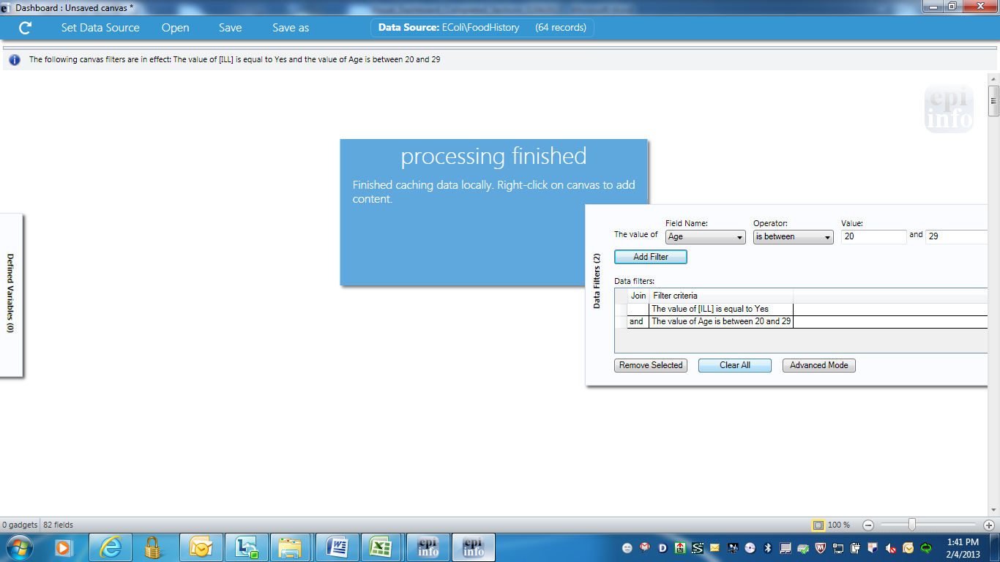 epi
Dashboard : Unsaved canvas *
Set Data Source Open Save Save as Data Source: EColi\FoodHistory (64 records)
The following canvas filters are in effect: The value of [ILL] is equal to Yes and the value of Age is between 20 and 29
epi
info
processing finished
Finished caching data locally. Right-click on canvas to add
content.
Defined Variables (0)
Data Filters (2)
Field Name: Operator: Value:
The value of Age is between 20 and 29
Add Filter
Data filters:
Join Filter criteria
The value of [ILL] is equal to Yes
and The value of Age is between 20 and 29
Remove Selected Clear All Advanced Mode
0 gadgets 82 fields 100 %
epi
info
epi
info
1:41 PM
2/4/2013